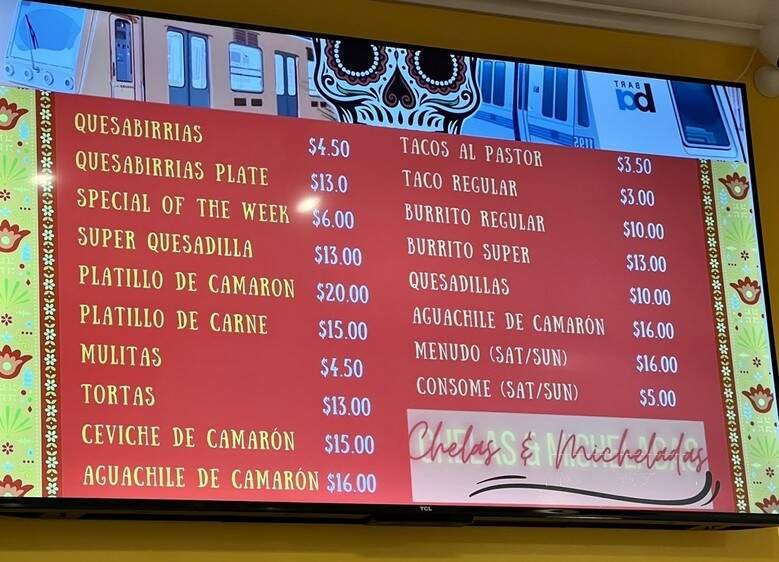 BART
ba
1195
QUESABIRRIAS $4.50
QUESABIRRIAS PLATE $13.0
SPECIAL OF THE WEEK $6.00
SUPER QUESADILLA $13.00
PLATILLO DE CAMARON $20.00
PLATILLO DE CARNE $15.00
MULITAS $4.50
TORTAS $13.00
CEVICHE DE CAMARÓN $15.00
AGUACHILE DE CAMARÓN $16.00
TACOS AL PASTOR $3.50
TACO REGULAR $3.00
BURRITO REGULAR $10.00
BURRITO SUPER $13.00
QUESADILLAS $10.00
AGUACHILE DE CAMARÓN $16.00
MENUDO (SAT/SUN) $16.00
CONSOME (SAT/SUN) $5.00
Chelas & Micheladas
TCL